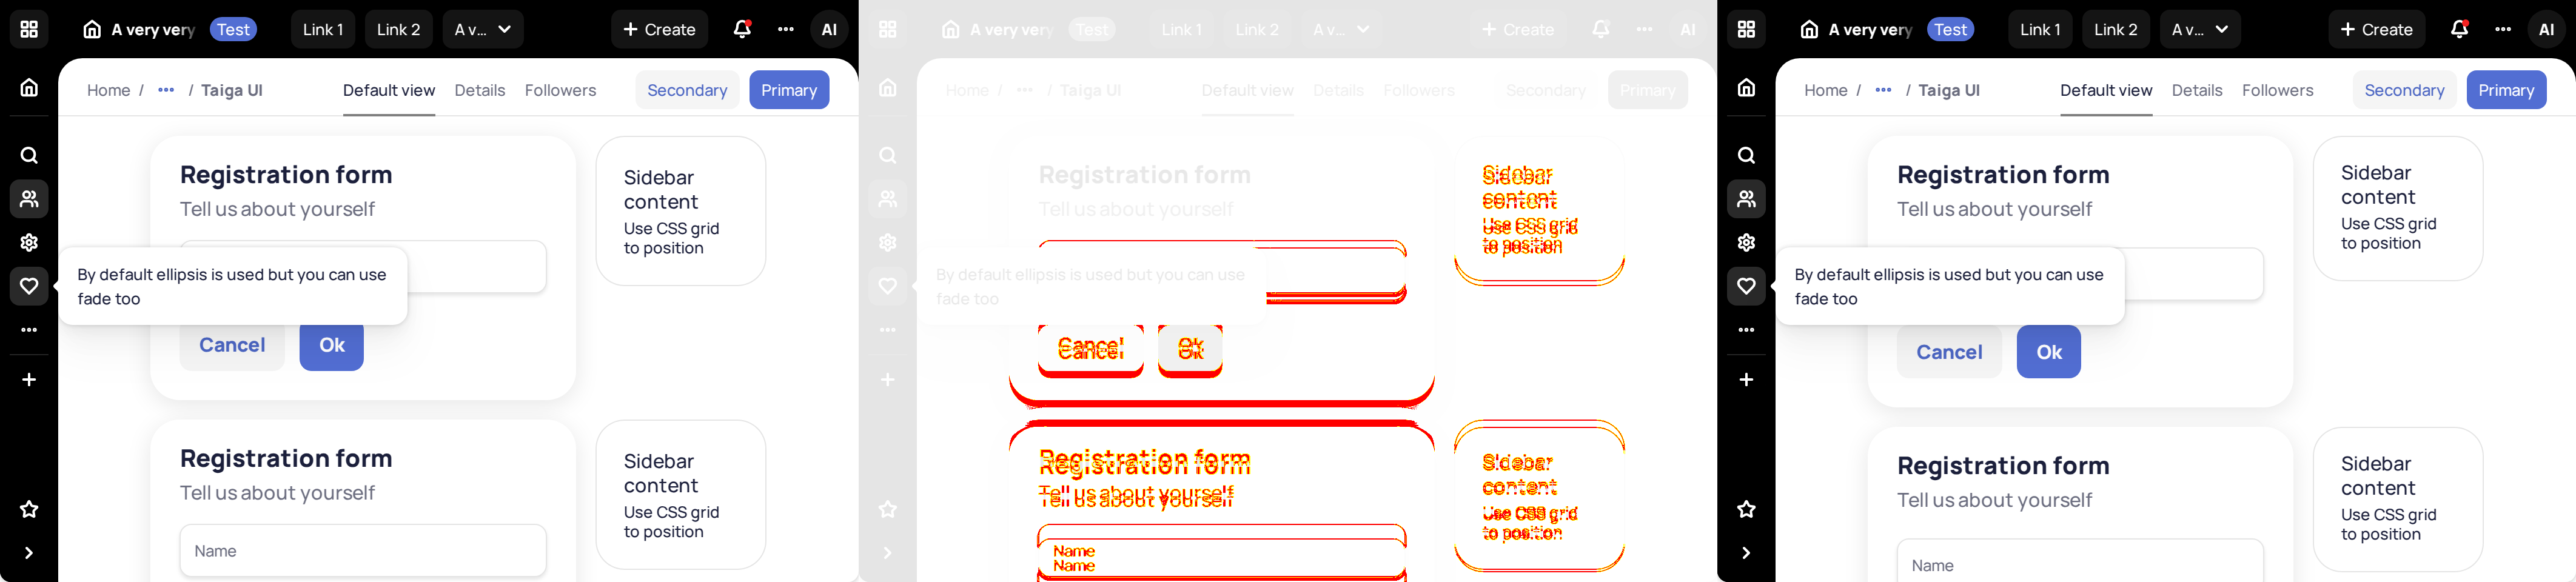 A very very Test Link 1 Link 2 A v... Create AI
Home / ... / Taiga UI Default view Details Followers Secondary Primary
Registration form
Tell us about yourself
Sidebar
content
Use CSS grid
to position
By default ellipsis is used but you can use
fade too
Cancel Ok
Registration form
Tell us about yourself
Name
Sidebar
content
Use CSS grid
to position
A very very Test Link 1 Link 2 A v... Create AI
Home / ... / Taiga UI Default view Details Followers Secondary Primary
Registration form
Tell us about yourself
Sidebar
content
Use CSS grid
to position
By default ellipsis is used but you can use
fade too
Cancel Ok
Registration form
Tell us about yourself
Name
Name
Sidebar
content
Use CSS grid
to position
A very very Test Link 1 Link 2 A v... Create AI
Home / ... / Taiga UI Default view Details Followers Secondary Primary
Registration form
Tell us about yourself
Sidebar
content
Use CSS grid
to position
By default ellipsis is used but you can use
fade too
Cancel Ok
Registration form
Tell us about yourself
Name
Sidebar
content
Use CSS grid
to position